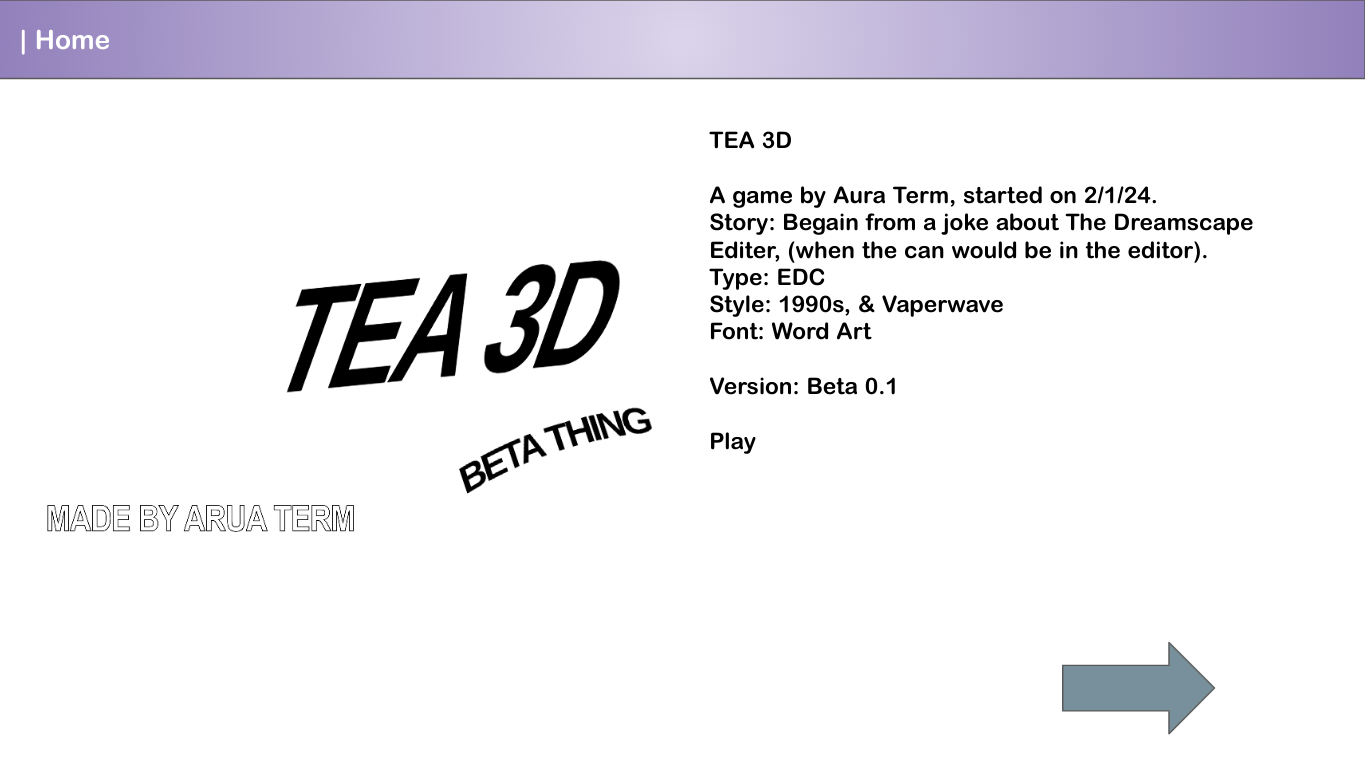 | Home
TEA 3D
BETA THING
MADE BY ARUA TERM
TEA 3D
A game by Aura Term, started on 2/1/24.
Story: Begain from a joke about The Dreamscape
Editer, (when the can would be in the editor).
Type: EDC
Style: 1990s, & Vaperwave
Font: Word Art
Version: Beta 0.1
Play